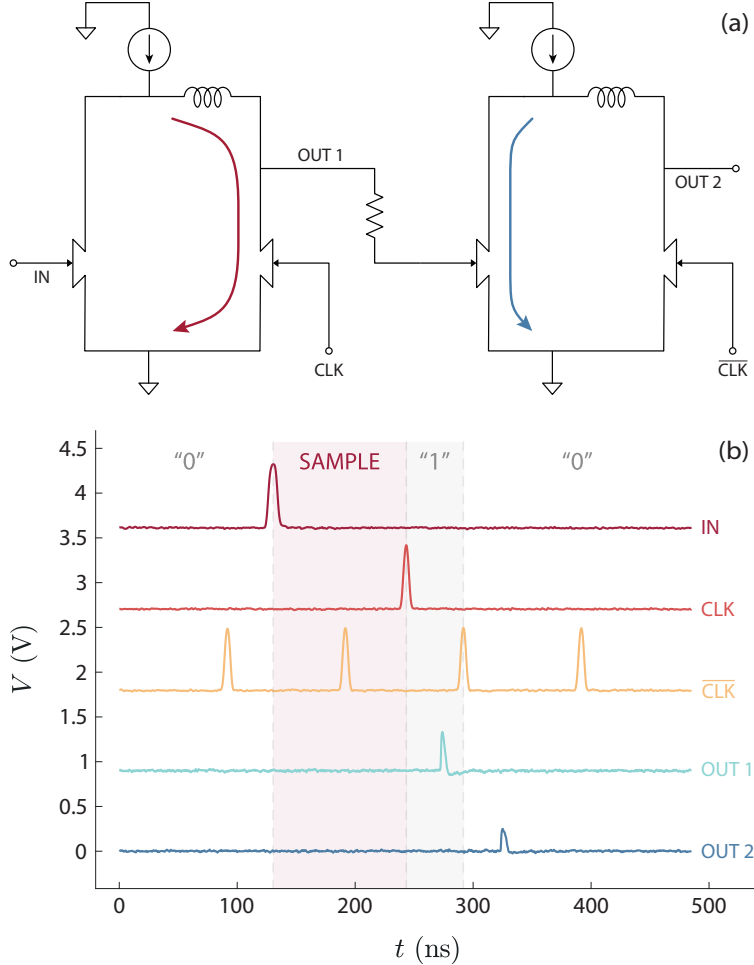 (a)
OUT 1
OUT 2
IN
CLK
C̅L̅K̅
(b)
4.5
4
3.5
3
2.5
2
1.5
1
0.5
0
V (V)
“0”
SAMPLE
“1”
“0”
IN
CLK
C̅L̅K̅
OUT 1
OUT 2
0
100
200
300
400
500
t (ns)